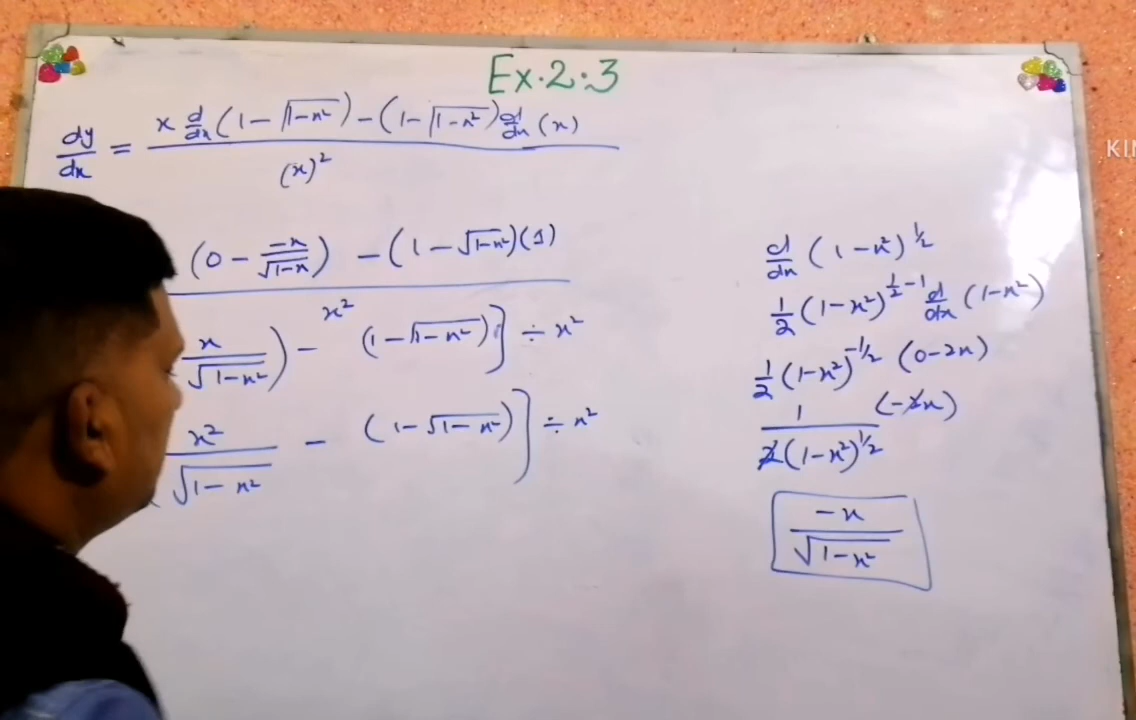 Ex.2.3
dy/dx = x d/dx (1 - √1-x²) - (1 - √1-x²) d/dx (x)
(x)²
(0 - -x/√1-x) - (1 - √1-x²)(1)
x²
x/√1-x²) - (1 - √1-x²)] ÷ x²
x²/√1-x² - (1 - √1-x²)] ÷ x²
d/dx (1-x²)^1/2
1/2 (1-x²)^1/2-1 d/dx (1-x²)
1/2 (1-x²)^-1/2 (0-2x)
1/2(1-x²)^1/2 (-2x)
-x/√1-x²